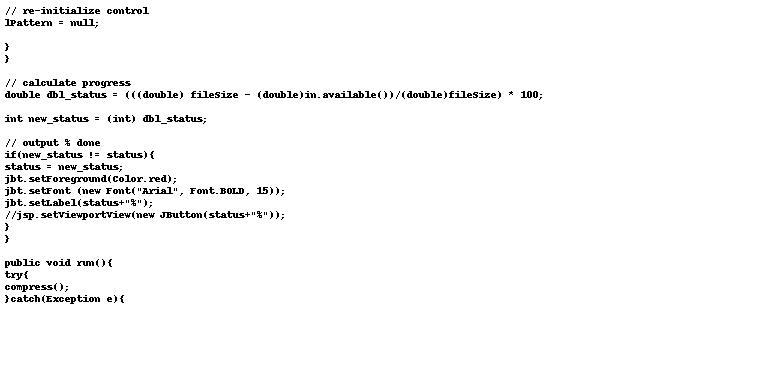 // re-initialize control
lPattern = null;
}
}
// calculate progress
double dbl_status = (((double) fileSize - (double)in.available())/(double)fileSize) * 100;
int new_status = (int) dbl_status;
// output % done
if(new_status != status){
status = new_status;
jbt.setForeground(Color.red);
jbt.setFont (new Font("Arial", Font.BOLD, 15));
jbt.setLabel(status+"%");
//jsp.setViewportView(new JButton(status+"%"));
}
}
public void run(){
try{
compress();
}catch(Exception e){